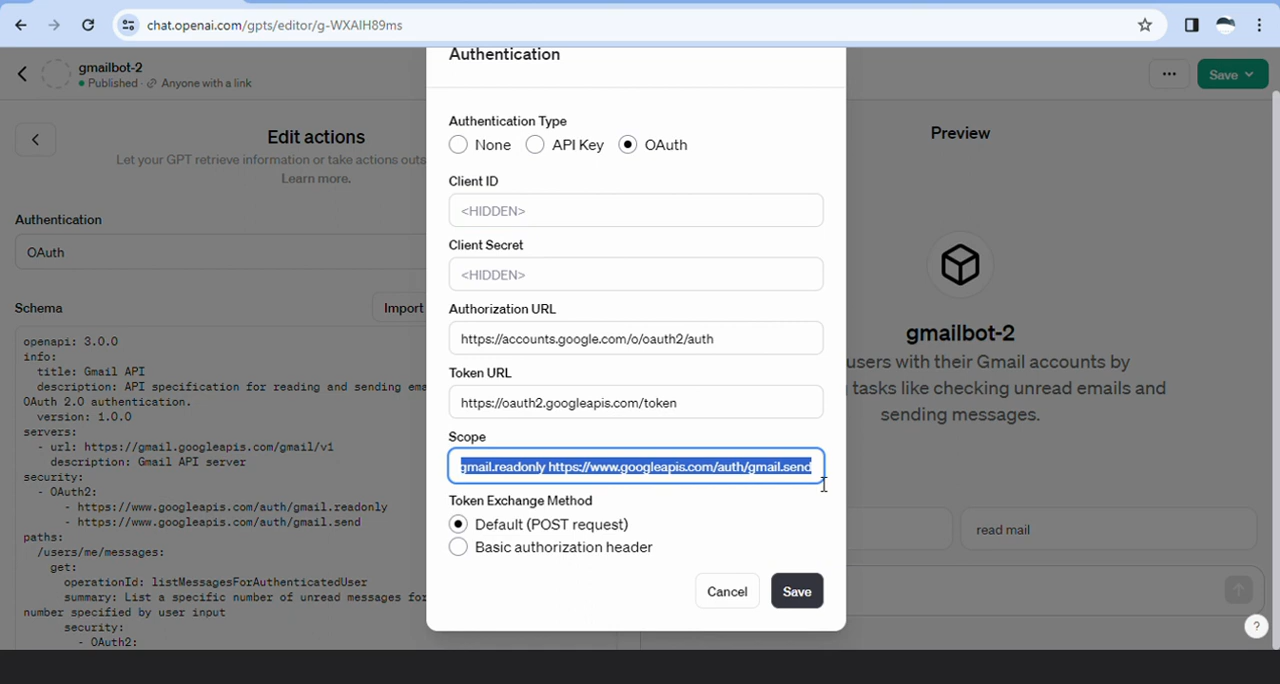 chat.openai.com/gpts/editor/g-WXAIH89ms
gmailbot-2
Published · Anyone with a link
...
Save
Edit actions
Let your GPT retrieve information or take actions outs
Learn more.
Authentication
OAuth
Schema
Import
openapi: 3.0.0
info:
title: Gmail API
description: API specification for reading and sending ema
OAuth 2.0 authentication.
version: 1.0.0
servers:
- url: https://gmail.googleapis.com/gmail/v1
description: Gmail API server
security:
- OAuth2:
- https://www.googleapis.com/auth/gmail.readonly
- https://www.googleapis.com/auth/gmail.send
paths:
/users/me/messages:
get:
operationId: listMessagesForAuthenticatedUser
summary: List a specific number of unread messages for
number specified by user input
security:
- OAuth2:
Authentication
Authentication Type
None API Key OAuth
Client ID
<HIDDEN>
Client Secret
<HIDDEN>
Authorization URL
https://accounts.google.com/o/oauth2/auth
Token URL
https://oauth2.googleapis.com/token
Scope
gmail.readonly https://www.googleapis.com/auth/gmail.send
Token Exchange Method
Default (POST request)
Basic authorization header
Cancel Save
Preview
gmailbot-2
users with their Gmail accounts by
tasks like checking unread emails and
sending messages.
read mail
?